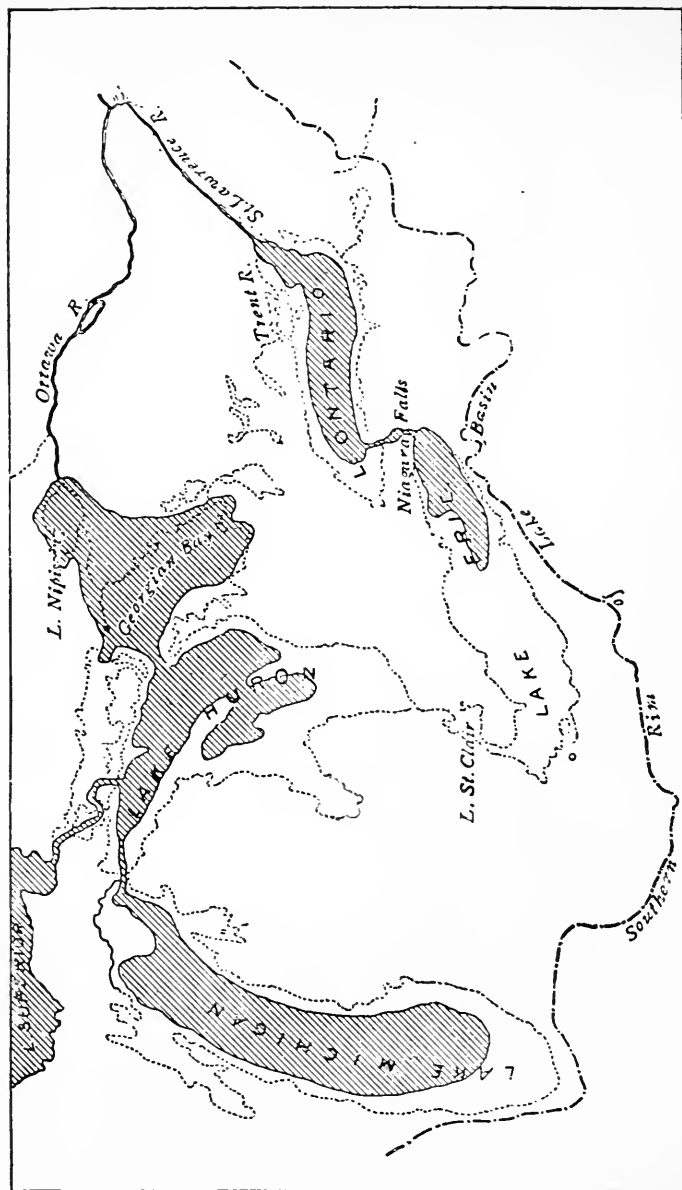 L. SUPERIOR
Ottawa R.
St. Lawrence R.
L. Nipissing
Georgian Bay
Trent R.
LAKE HURON
L. ONTARIO
Niagara Falls
LAKE MICHIGAN
L. St. Clair
LAKE ERIE
Southern Rim Lake Basin